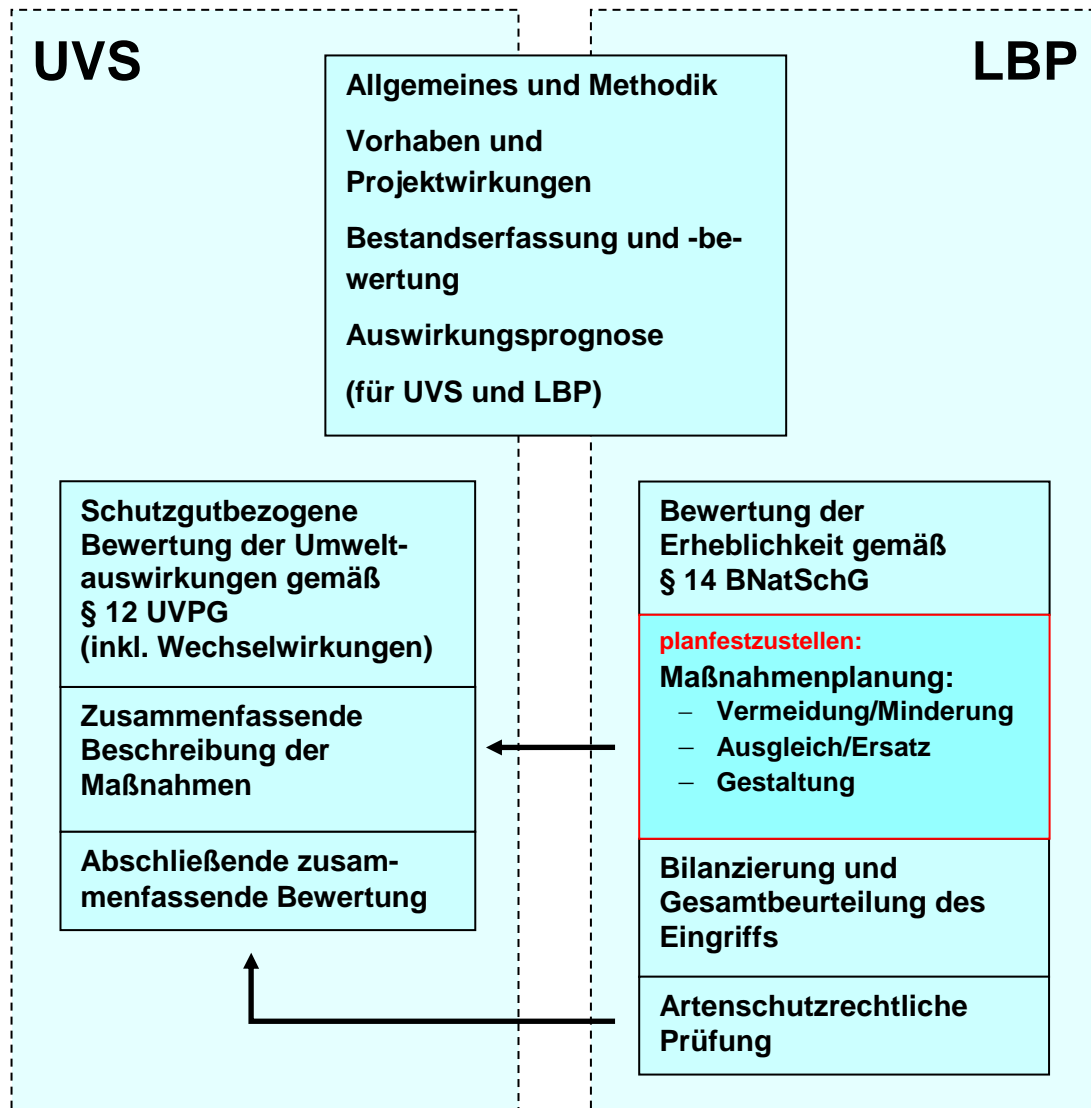 UVS
LBP
Allgemeines und Methodik
Vorhaben und
Projektwirkungen
Bestandserfassung und -be-
wertung
Auswirkungsprognose
(für UVS und LBP)
Schutzgutbezogene
Bewertung der Umwelt-
auswirkungen gemäß
§ 12 UVPG
(inkl. Wechselwirkungen)
Zusammenfassende
Beschreibung der
Maßnahmen
Abschließende zusam-
menfassende Bewertung
Bewertung der
Erheblichkeit gemäß
§ 14 BNatSchG
planfestzustellen:
Maßnahmenplanung:
– Vermeidung/Minderung
– Ausgleich/Ersatz
– Gestaltung
Bilanzierung und
Gesamtbeurteilung des
Eingriffs
Artenschutzrechtliche
Prüfung